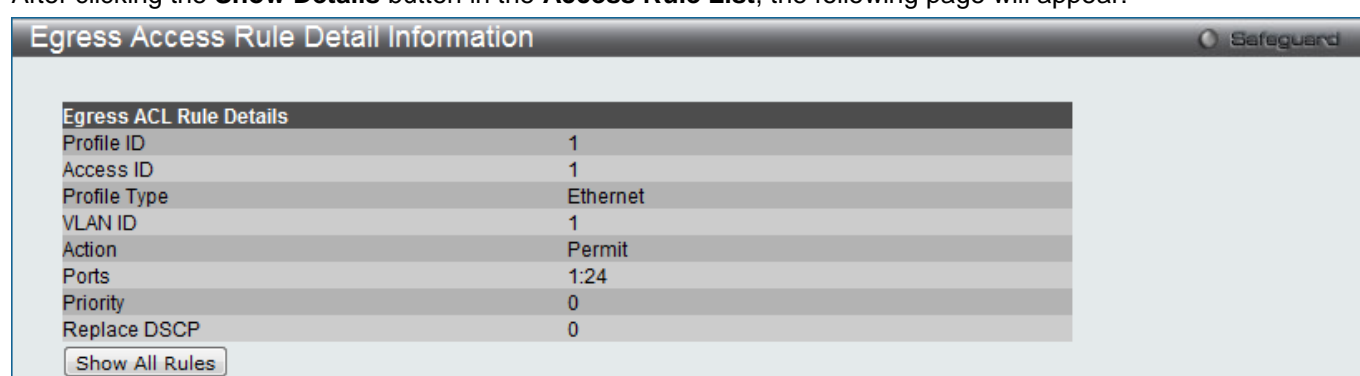 After clicking the Show Details button in the Access Rule List, the following page will appear:
Egress Access Rule Detail Information Safeguard
Egress ACL Rule Details
Profile ID 1
Access ID 1
Profile Type Ethernet
VLAN ID 1
Action Permit
Ports 1:24
Priority 0
Replace DSCP 0
Show All Rules